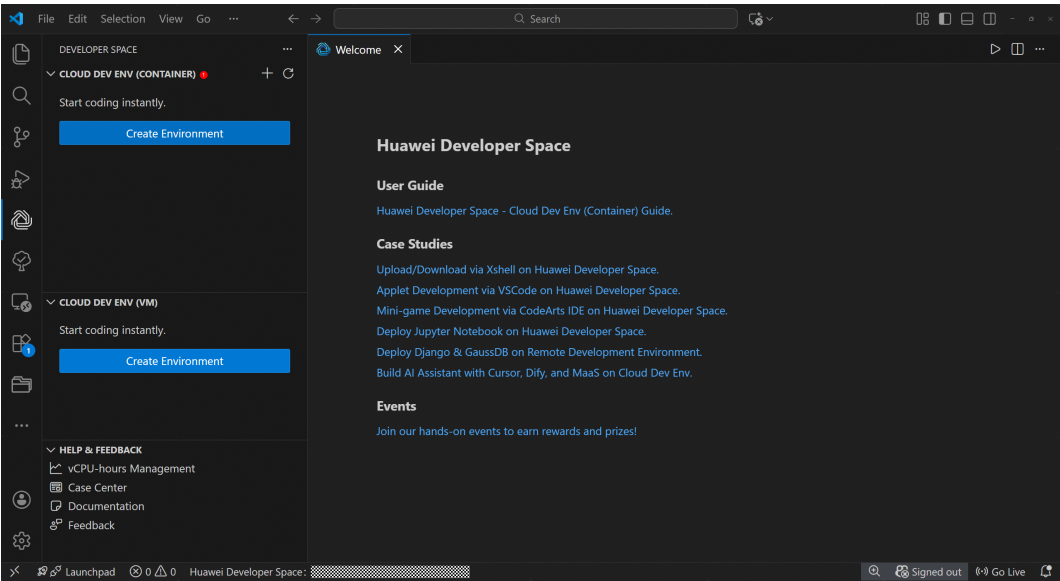 File Edit Selection View Go ··· Search
DEVELOPER SPACE ···
Welcome
CLOUD DEV ENV (CONTAINER)
Start coding instantly.
Create Environment
CLOUD DEV ENV (VM)
Start coding instantly.
Create Environment
HELP & FEEDBACK
vCPU-hours Management
Case Center
Documentation
Feedback
1
Huawei Developer Space
User Guide
Huawei Developer Space - Cloud Dev Env (Container) Guide.
Case Studies
Upload/Download via Xshell on Huawei Developer Space.
Applet Development via VSCode on Huawei Developer Space.
Mini-game Development via CodeArts IDE on Huawei Developer Space.
Deploy Jupyter Notebook on Huawei Developer Space.
Deploy Django & GaussDB on Remote Development Environment.
Build AI Assistant with Cursor, Dify, and MaaS on Cloud Dev Env.
Events
Join our hands-on events to earn rewards and prizes!
Launchpad 0 0 Huawei Developer Space: Signed out Go Live